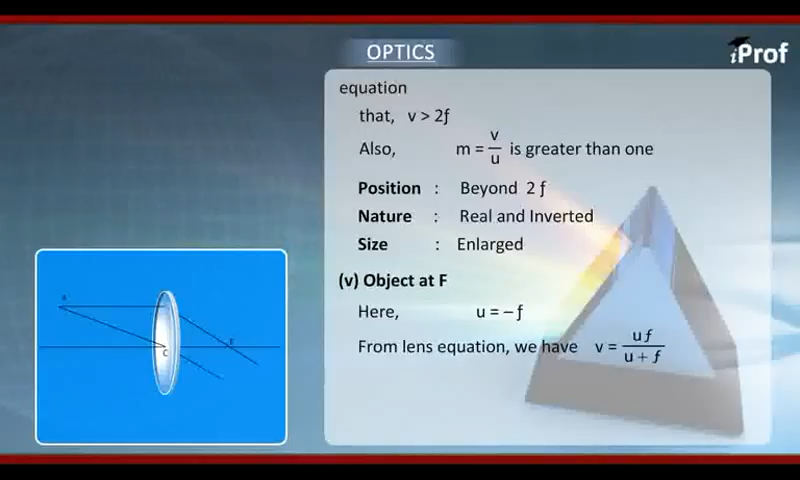 OPTICS
iProf
equation
that, v > 2f
Also, m = v/u is greater than one
Position : Beyond 2 f
Nature : Real and Inverted
Size : Enlarged
(v) Object at F
Here, u = – f
From lens equation, we have v = uf/u + f
A
C
F